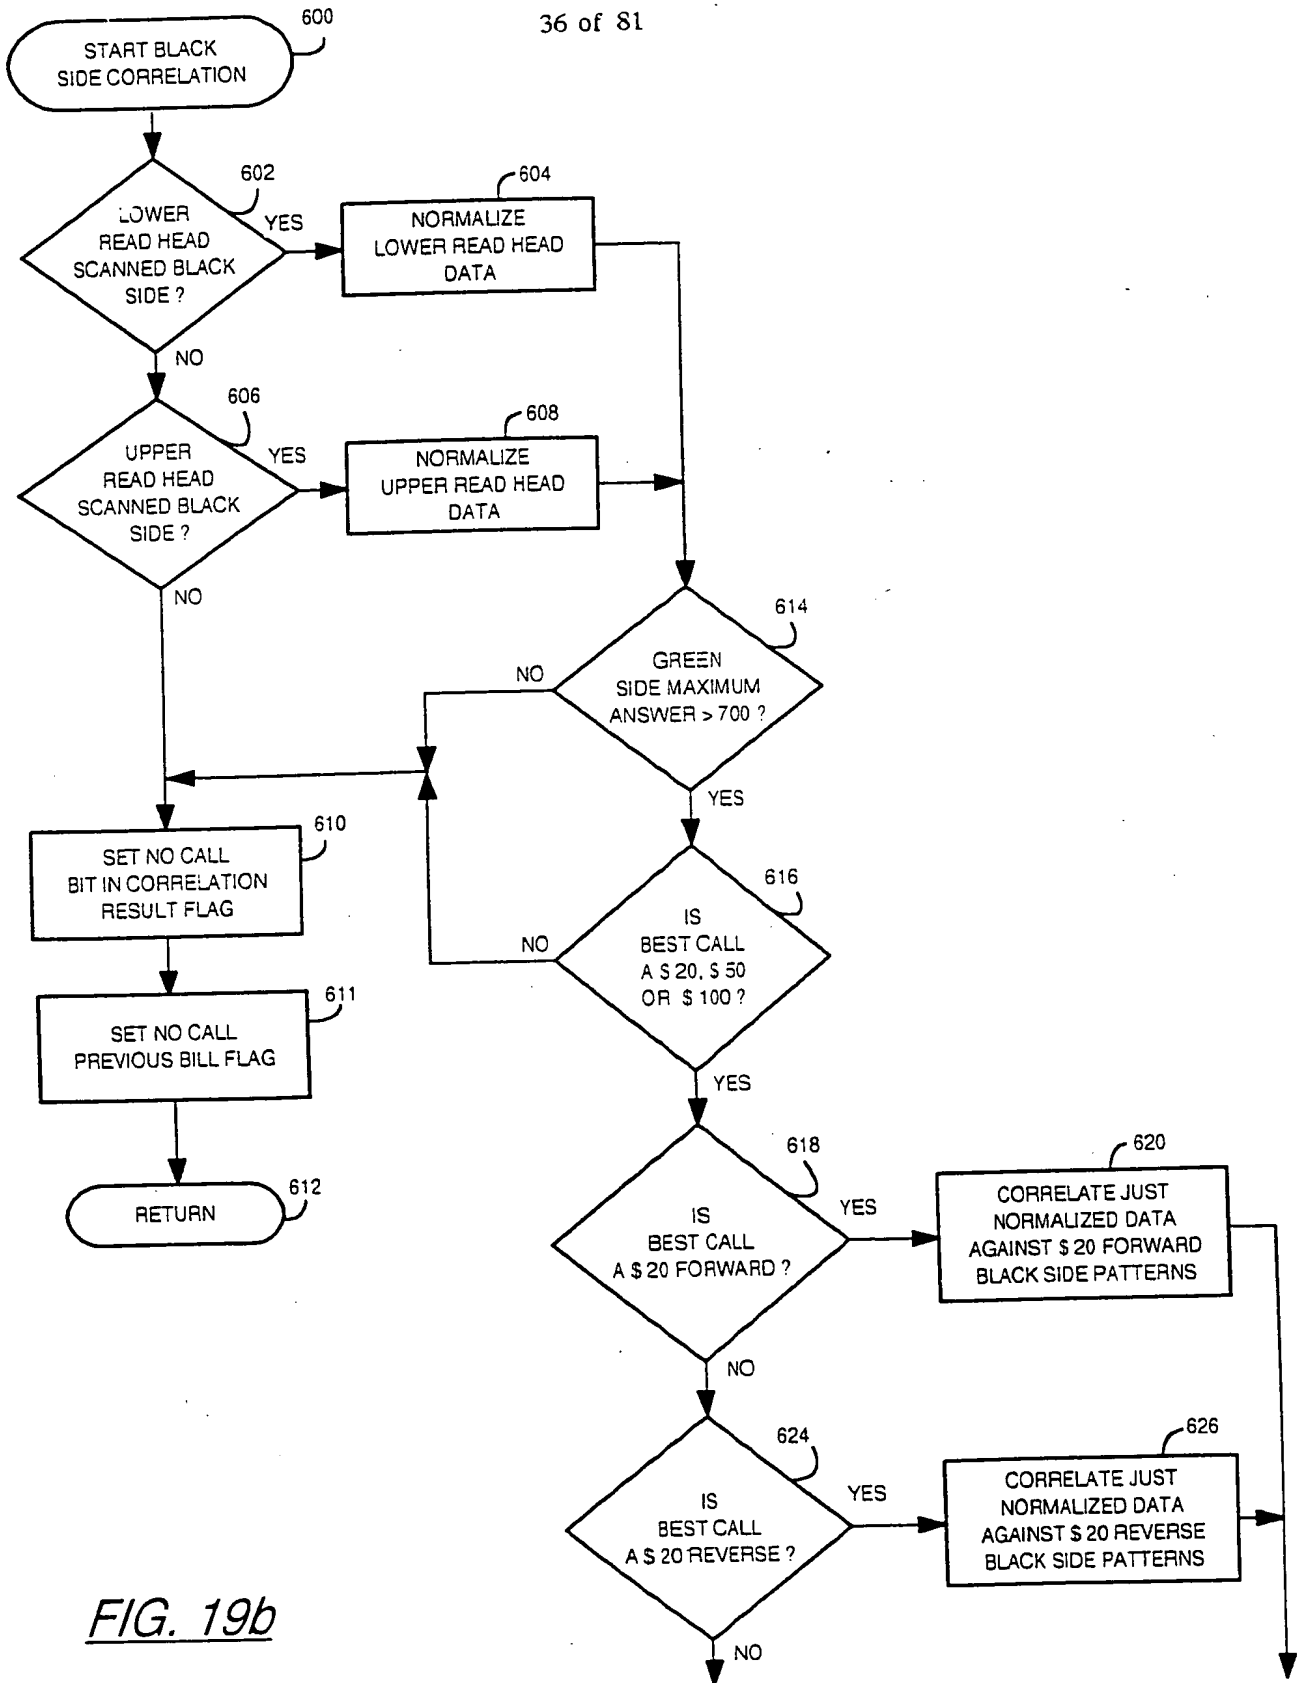 36 of 81
600
START BLACK
SIDE CORRELATION
602
LOWER
READ HEAD
SCANNED BLACK
SIDE ?
YES
604
NORMALIZE
LOWER READ HEAD
DATA
NO
606
UPPER
READ HEAD
SCANNED BLACK
SIDE ?
YES
608
NORMALIZE
UPPER READ HEAD
DATA
NO
614
GREEN
SIDE MAXIMUM
ANSWER > 700 ?
NO
YES
610
SET NO CALL
BIT IN CORRELATION
RESULT FLAG
616
IS
BEST CALL
A $ 20, $ 50
OR $ 100 ?
NO
YES
611
SET NO CALL
PREVIOUS BILL FLAG
612
RETURN
618
IS
BEST CALL
A $ 20 FORWARD ?
YES
620
CORRELATE JUST
NORMALIZED DATA
AGAINST $ 20 FORWARD
BLACK SIDE PATTERNS
NO
624
IS
BEST CALL
A $ 20 REVERSE ?
YES
626
CORRELATE JUST
NORMALIZED DATA
AGAINST $ 20 REVERSE
BLACK SIDE PATTERNS
NO
FIG. 19b